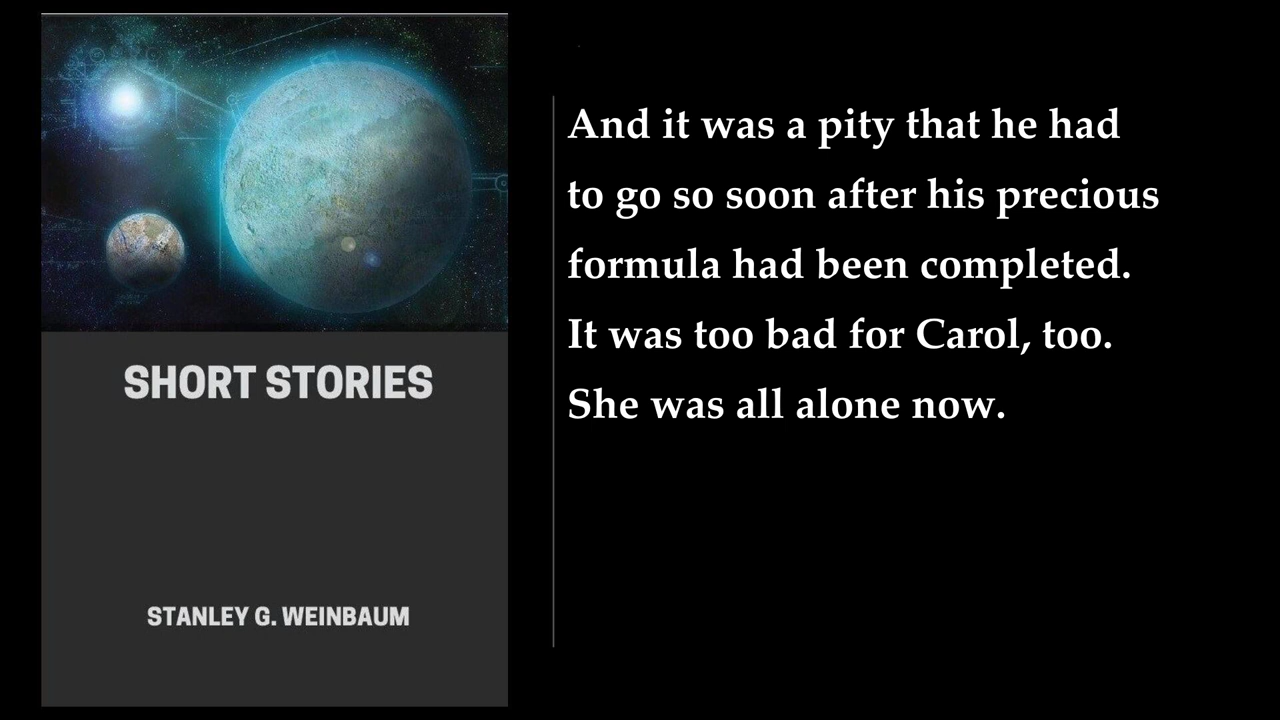 SHORT STORIES
STANLEY G. WEINBAUM
And it was a pity that he had
to go so soon after his precious
formula had been completed.
It was too bad for Carol, too.
She was all alone now.